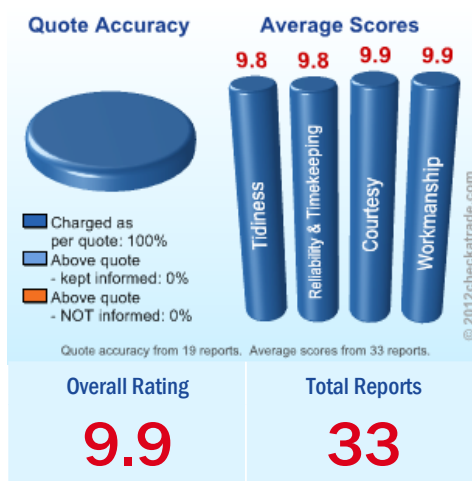 Quote Accuracy
Average Scores
9.8
9.8
9.9
9.9
Tidiness
Reliability & Timekeeping
Courtesy
Workmanship
Charged as
per quote: 100%
Above quote
- kept informed: 0%
Above quote
- NOT informed: 0%
© 2012checkatrade.com
Quote accuracy from 19 reports. Average scores from 33 reports.
Overall Rating
Total Reports
9.9
33